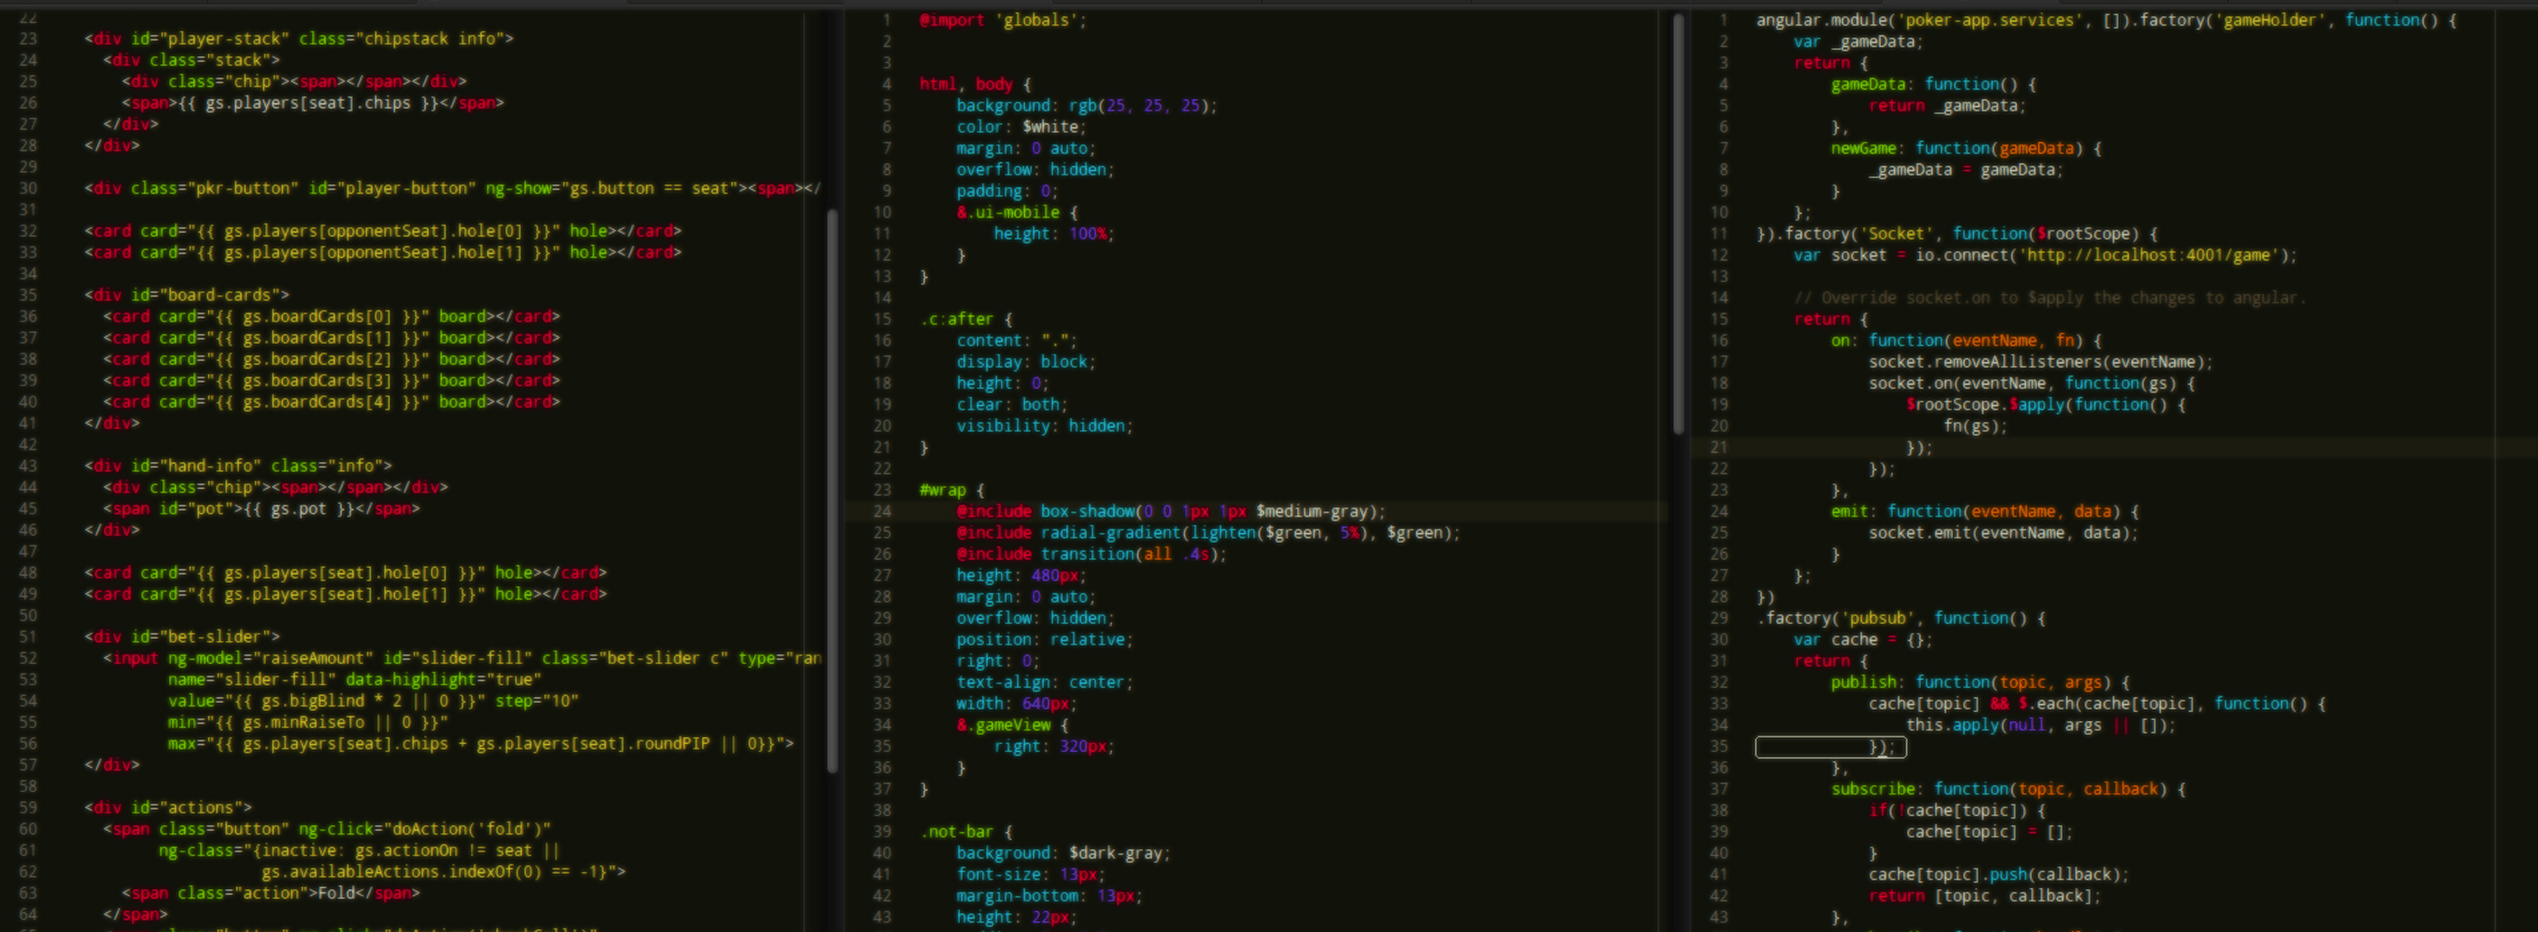 22
23 <div id="player-stack" class="chipstack info">
24 <div class="stack">
25 <div class="chip"><span></span></div>
26 <span>{{ gs.players[seat].chips }}</span>
27 </div>
28 </div>
29
30 <div class="pkr-button" id="player-button" ng-show="gs.button == seat"><span></
31
32 <card card="{{ gs.players[opponentSeat].hole[0] }}" hole></card>
33 <card card="{{ gs.players[opponentSeat].hole[1] }}" hole></card>
34
35 <div id="board-cards">
36 <card card="{{ gs.boardCards[0] }}" board></card>
37 <card card="{{ gs.boardCards[1] }}" board></card>
38 <card card="{{ gs.boardCards[2] }}" board></card>
39 <card card="{{ gs.boardCards[3] }}" board></card>
40 <card card="{{ gs.boardCards[4] }}" board></card>
41 </div>
42
43 <div id="hand-info" class="info">
44 <div class="chip"><span></span></div>
45 <span id="pot">{{ gs.pot }}</span>
46 </div>
47
48 <card card="{{ gs.players[seat].hole[0] }}" hole></card>
49 <card card="{{ gs.players[seat].hole[1] }}" hole></card>
50
51 <div id="bet-slider">
52 <input ng-model="raiseAmount" id="slider-fill" class="bet-slider c" type="ran
53 name="slider-fill" data-highlight="true"
54 value="{{ gs.bigBlind * 2 || 0 }}" step="10"
55 min="{{ gs.minRaiseTo || 0 }}"
56 max="{{ gs.players[seat].chips + gs.players[seat].roundPIP || 0}}">
57 </div>
58
59 <div id="actions">
60 <span class="button" ng-click="doAction('fold')"
61 ng-class="{inactive: gs.actionOn != seat ||
62 gs.availableActions.indexOf(0) == -1}">
63 <span class="action">Fold</span>
64 </span>
1 @import 'globals';
2
3
4 html, body {
5 background: rgb(25, 25, 25);
6 color: $white;
7 margin: 0 auto;
8 overflow: hidden;
9 padding: 0;
10 &.ui-mobile {
11 height: 100%;
12 }
13 }
14
15 .c:after {
16 content: ".";
17 display: block;
18 height: 0;
19 clear: both;
20 visibility: hidden;
21 }
22
23 #wrap {
24 @include box-shadow(0 0 1px 1px $medium-gray);
25 @include radial-gradient(lighten($green, 5%), $green);
26 @include transition(all .4s);
27 height: 480px;
28 margin: 0 auto;
29 overflow: hidden;
30 position: relative;
31 right: 0;
32 text-align: center;
33 width: 640px;
34 &.gameView {
35 right: 320px;
36 }
37 }
38
39 .not-bar {
40 background: $dark-gray;
41 font-size: 13px;
42 margin-bottom: 13px;
43 height: 22px;
1 angular.module('poker-app.services', []).factory('gameHolder', function() {
2 var _gameData;
3 return {
4 gameData: function() {
5 return _gameData;
6 },
7 newGame: function(gameData) {
8 _gameData = gameData;
9 }
10 };
11 }).factory('Socket', function($rootScope) {
12 var socket = io.connect('http://localhost:4001/game');
13
14 // Override socket.on to $apply the changes to angular.
15 return {
16 on: function(eventName, fn) {
17 socket.removeAllListeners(eventName);
18 socket.on(eventName, function(gs) {
19 $rootScope.$apply(function() {
20 fn(gs);
21 });
22 });
23 },
24 emit: function(eventName, data) {
25 socket.emit(eventName, data);
26 }
27 };
28 })
29 .factory('pubsub', function() {
30 var cache = {};
31 return {
32 publish: function(topic, args) {
33 cache[topic] && $.each(cache[topic], function() {
34 this.apply(null, args || []);
35 });
36 },
37 subscribe: function(topic, callback) {
38 if(!cache[topic]) {
39 cache[topic] = [];
40 }
41 cache[topic].push(callback);
42 return [topic, callback];
43 },